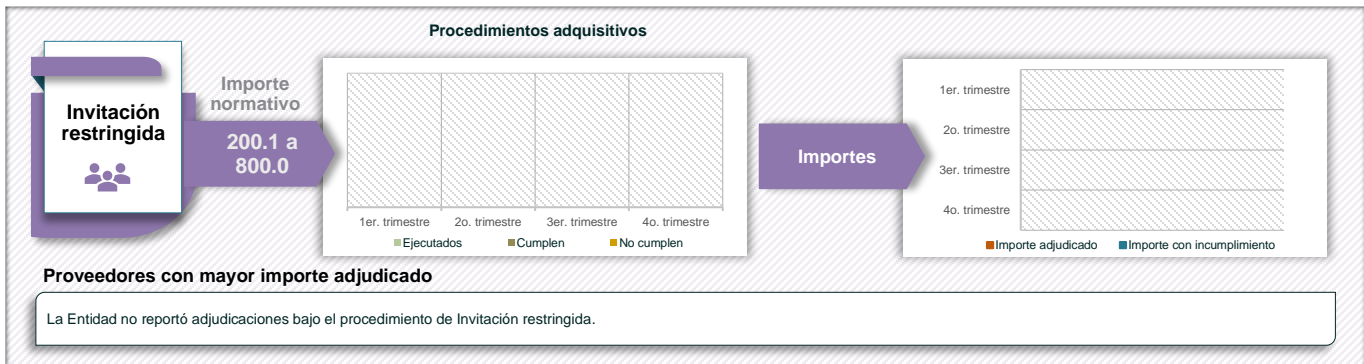 Procedimientos adquisitivos
Invitación
restringida
Importe
normativo
200.1 a
800.0
1er. trimestre
2o. trimestre
3er. trimestre
4o. trimestre
Ejecutados
Cumplen
No cumplen
Importes
1er. trimestre
2o. trimestre
3er. trimestre
4o. trimestre
Importe adjudicado
Importe con incumplimiento
Proveedores con mayor importe adjudicado
La Entidad no reportó adjudicaciones bajo el procedimiento de Invitación restringida.